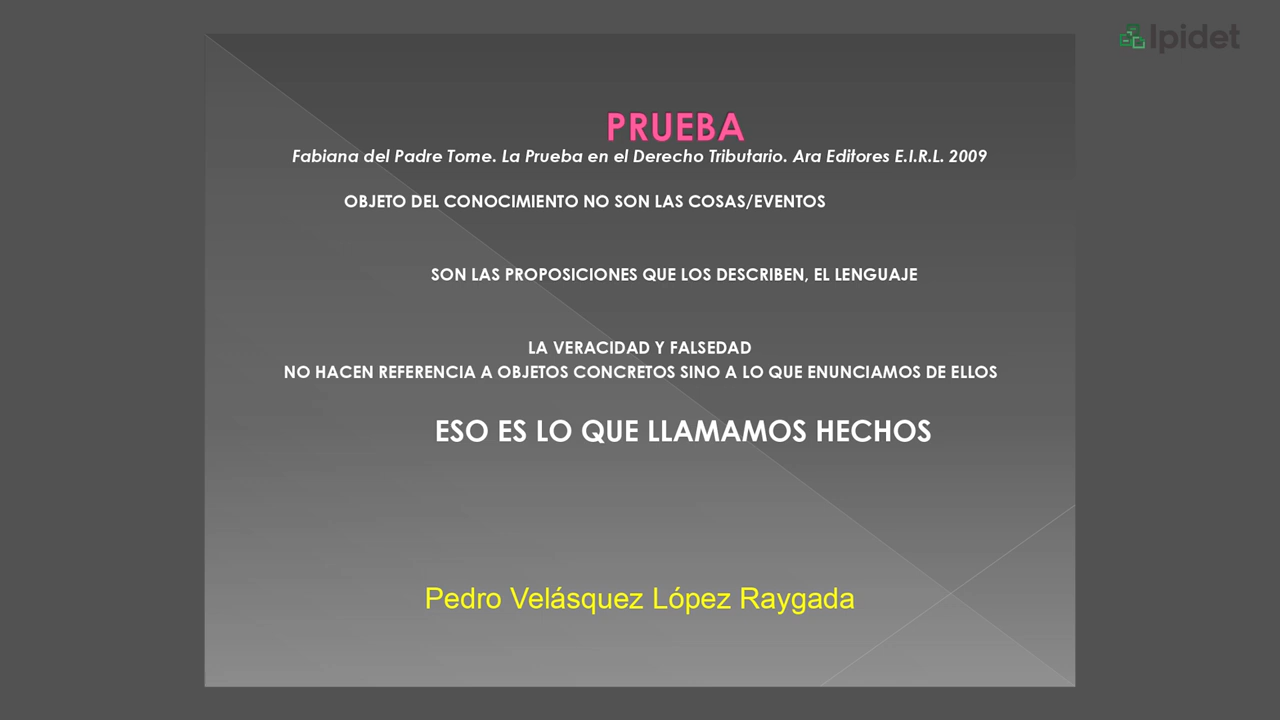 Ipidet
PRUEBA
Fabiana del Padre Tome. La Prueba en el Derecho Tributario. Ara Editores E.I.R.L. 2009
OBJETO DEL CONOCIMIENTO NO SON LAS COSAS/EVENTOS
SON LAS PROPOSICIONES QUE LOS DESCRIBEN, EL LENGUAJE
LA VERACIDAD Y FALSEDAD
NO HACEN REFERENCIA A OBJETOS CONCRETOS SINO A LO QUE ENUNCIAMOS DE ELLOS
ESO ES LO QUE LLAMAMOS HECHOS
Pedro Velásquez López Raygada